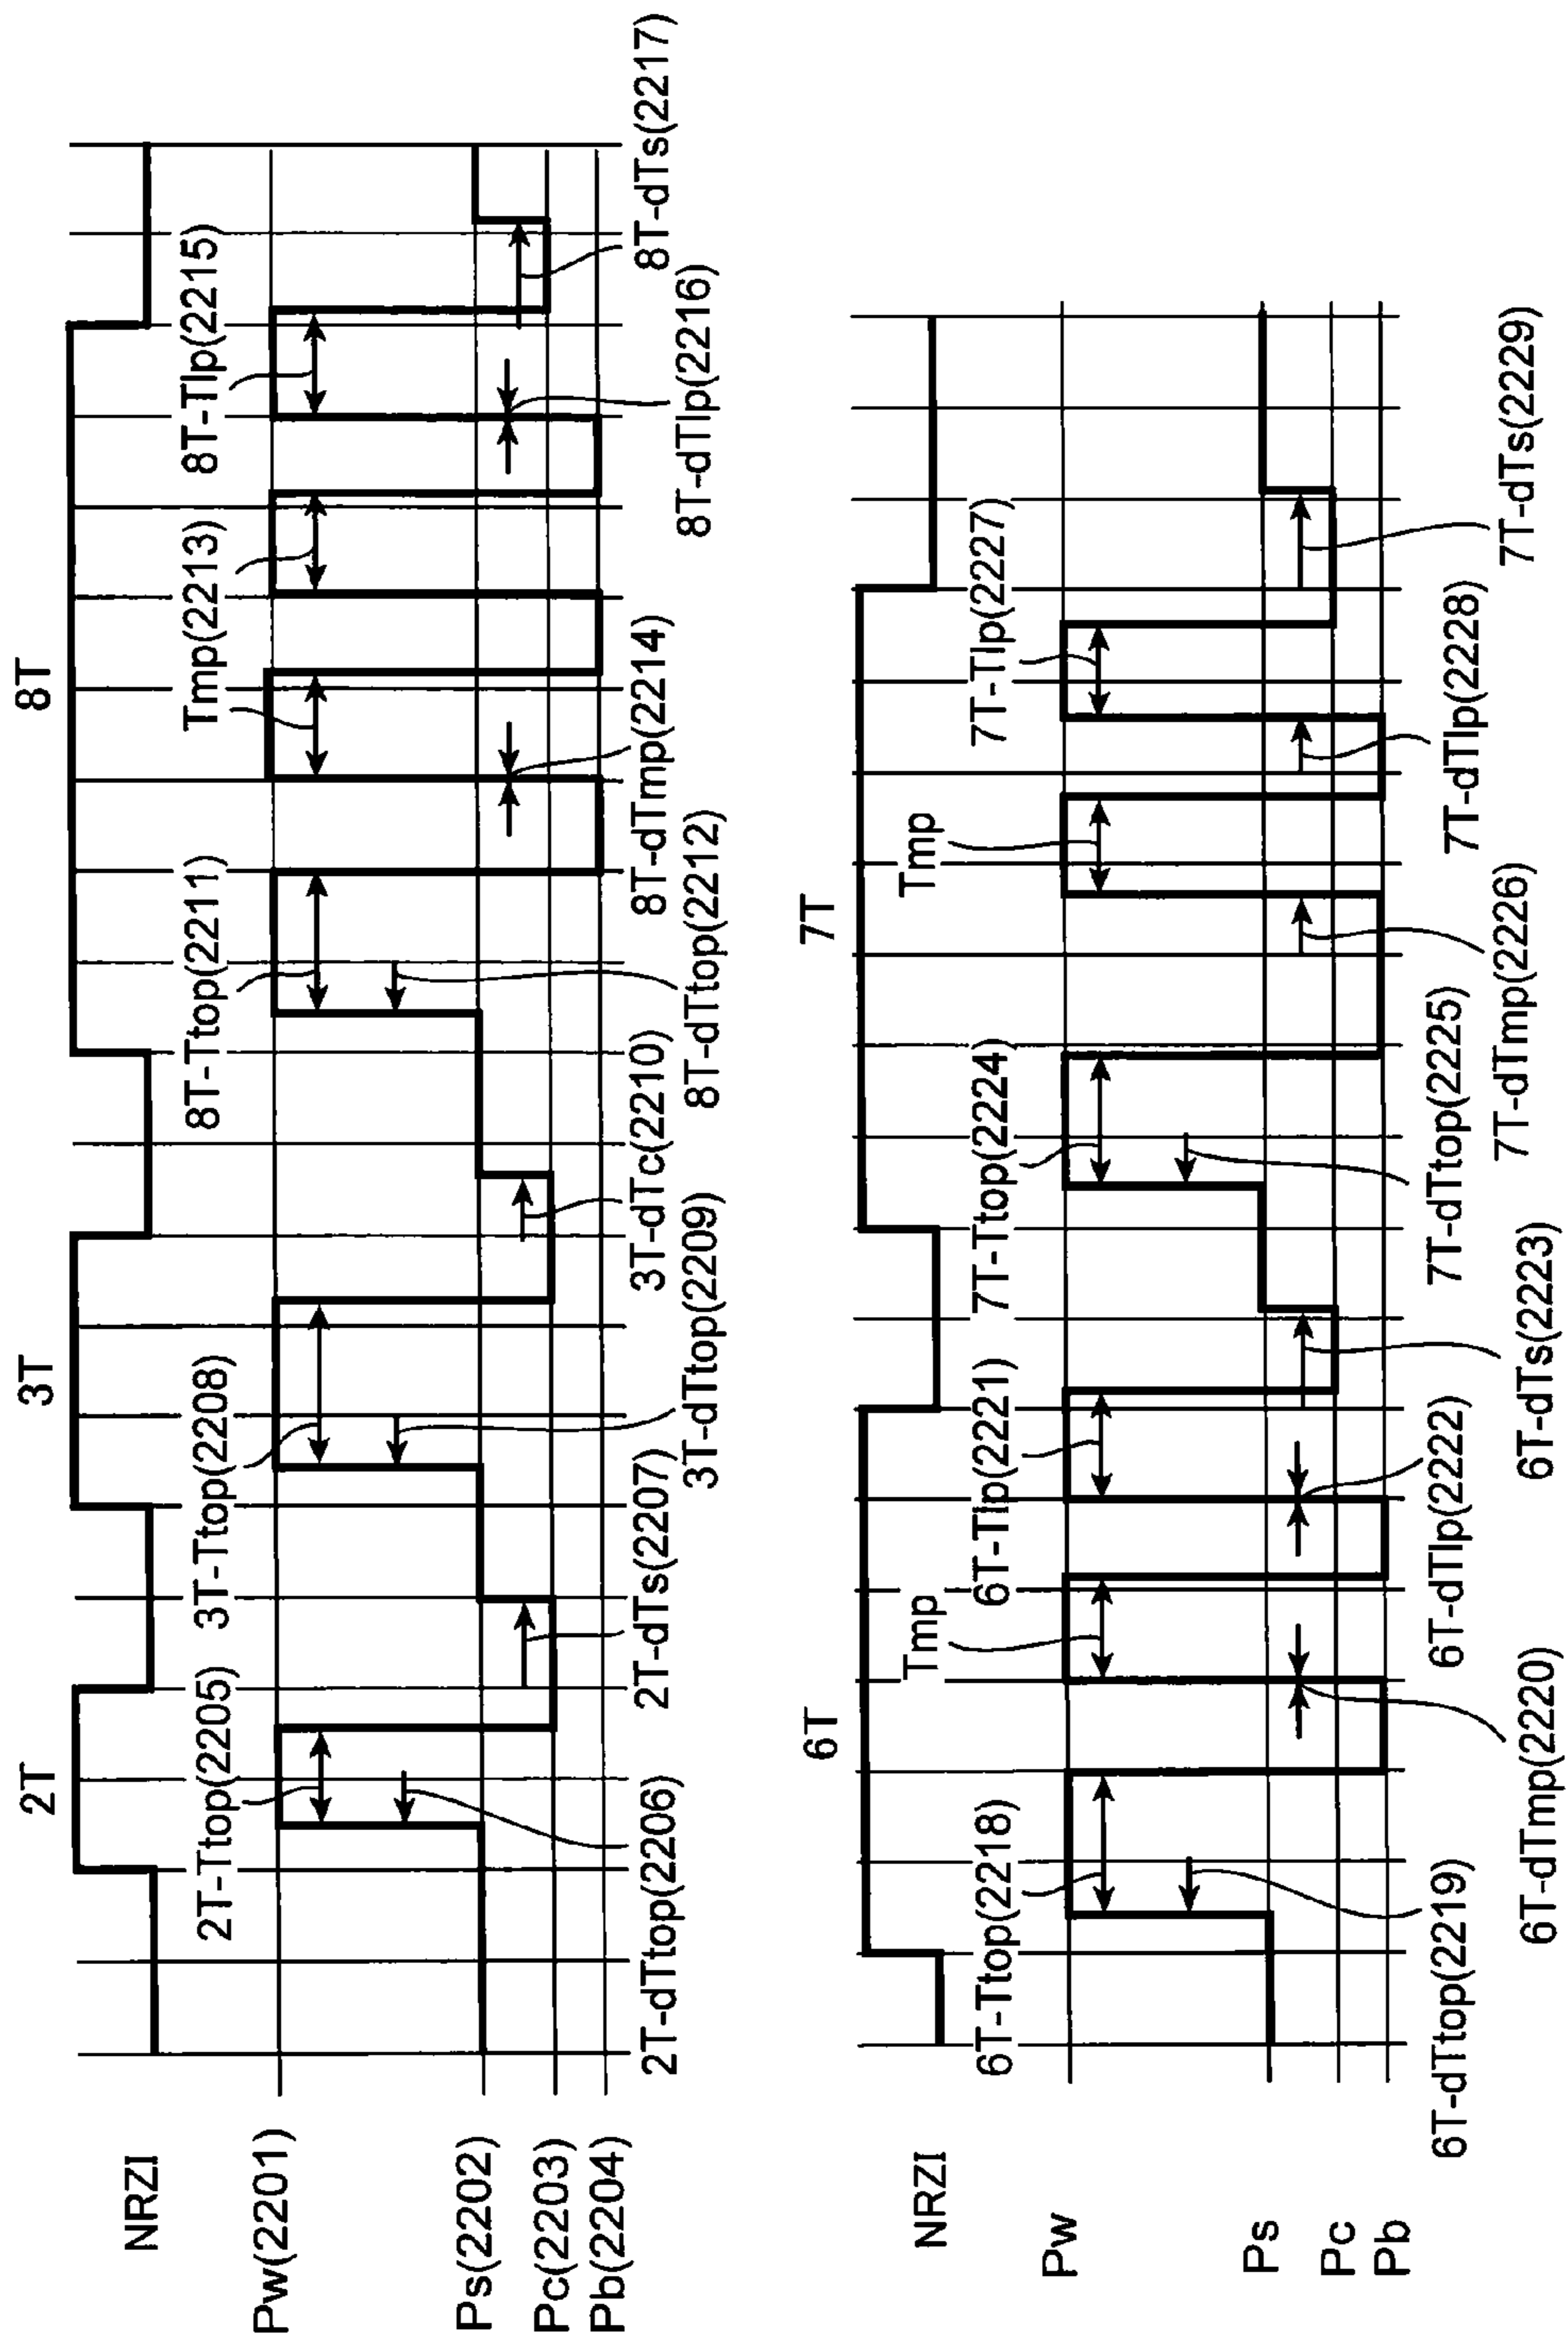 2T
3T
8T
NRZI
2T-Ttop(2205)
3T-Ttop(2208)
8T-Ttop(2211)
Tmp(2213)
8T-Tlp(2215)
Pw(2201)
Ps(2202)
Pc(2203)
Pb(2204)
2T-dTtop(2206)
2T-dTs(2207)
3T-dTtop(2209)
3T-dTc(2210)
8T-dTtop(2212)
8T-dTmp(2214)
8T-dTlp(2216)
8T-dTs(2217)
6T
7T
NRZI
Tmp
Tmp
6T-Ttop(2218)
6T-Tlp(2221)
7T-Ttop(2224)
7T-Tlp(2227)
Pw
Ps
Pc
Pb
6T-dTtop(2219)
6T-dTmp(2220)
6T-dTlp(2222)
6T-dTs(2223)
7T-dTtop(2225)
7T-dTmp(2226)
7T-dTlp(2228)
7T-dTs(2229)